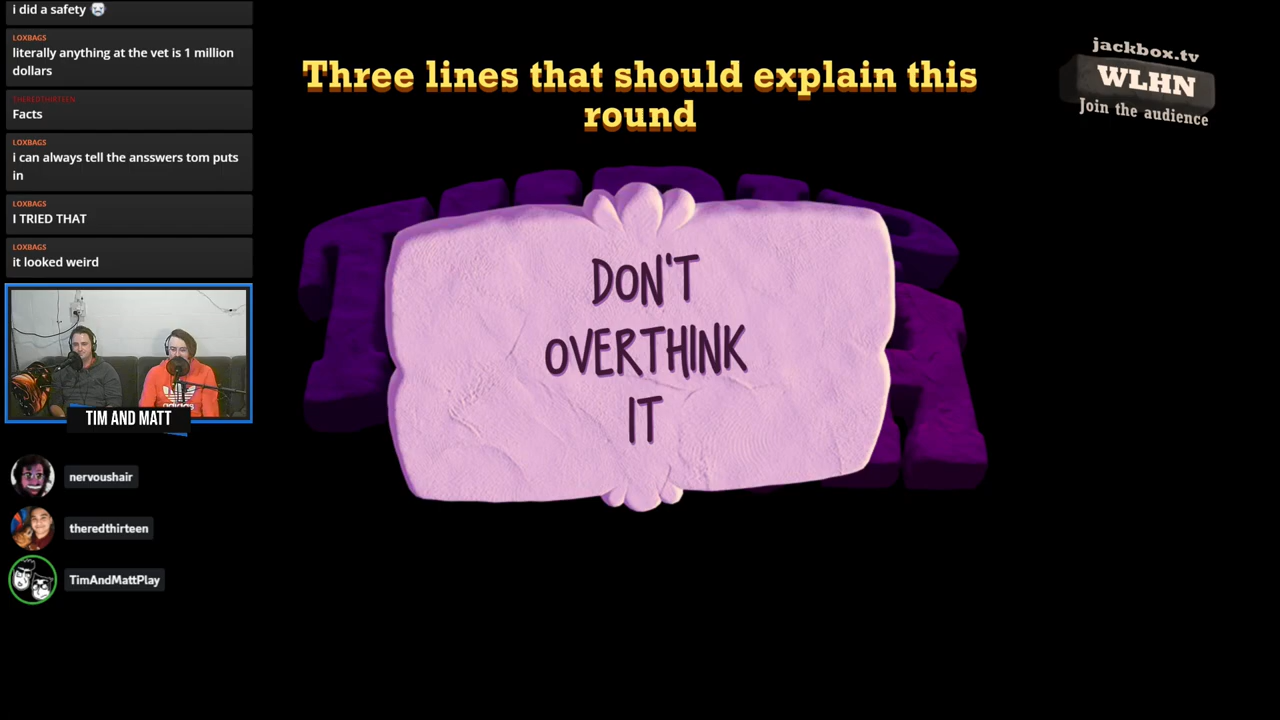 i did a safety
LOXBAGS
literally anything at the vet is 1 million
dollars
THEREDTHIRTEEN
Facts
LOXBAGS
i can always tell the ansswers tom puts
in
LOXBAGS
I TRIED THAT
LOXBAGS
it looked weird
adidas
TIM AND MATT
nervoushair
theredthirteen
TimAndMattPlay
Three lines that should explain this
round
DON'T
OVERTHINK
IT
jackbox.tv
WLHN
Join the audience